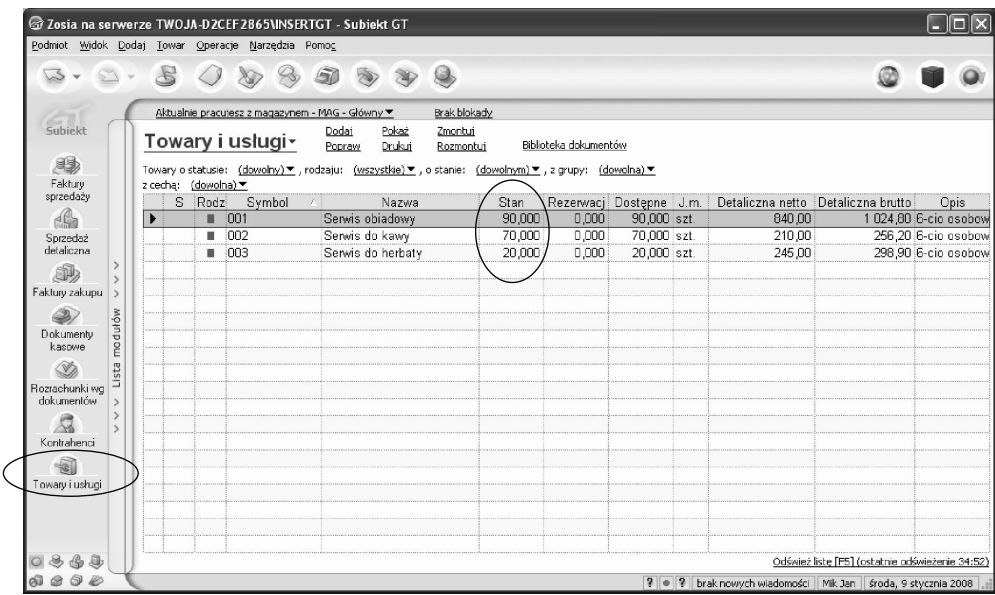 Zosia na serwerze TWOJA-D2CEF2865\INSERTGT - Subiekt GT
Podmiot Widok Dodaj Towar Operacje Narzędzia Pomoc
GT
Subiekt
Faktury
sprzedaży
Sprzedaż
detaliczna
Faktury zakupu
Dokumenty
kasowe
Rozrachunki wg
dokumentów
Kontrahenci
Towary i usługi
Lista modułów
Aktualnie pracujesz z magazynem - MAG - Główny Brak blokady
Towary i usługi
Dodaj Pokaż Zmontuj
Popraw Drukuj Rozmontuj Biblioteka dokumentów
Towary o statusie: (dowolny) , rodzaju: (wszystkie) , o stanie: (dowolnym) , z grupy: (dowolna)
z cechą: (dowolna)
S Rodz Symbol Nazwa Stan Rezerwacj Dostępne J.m. Detaliczna netto Detaliczna brutto Opis
001 Serwis obiadowy 90,000 0,000 90,000 szt. 840,00 1 024,80 6-cio osobow
002 Serwis do kawy 70,000 0,000 70,000 szt. 210,00 256,20 6-cio osobow
003 Serwis do herbaty 20,000 0,000 20,000 szt. 245,00 298,90 6-cio osobow
Odśwież listę [F5] (ostatnie odświeżenie 34:52)
? ? brak nowych wiadomości Mik Jan środa, 9 stycznia 2008